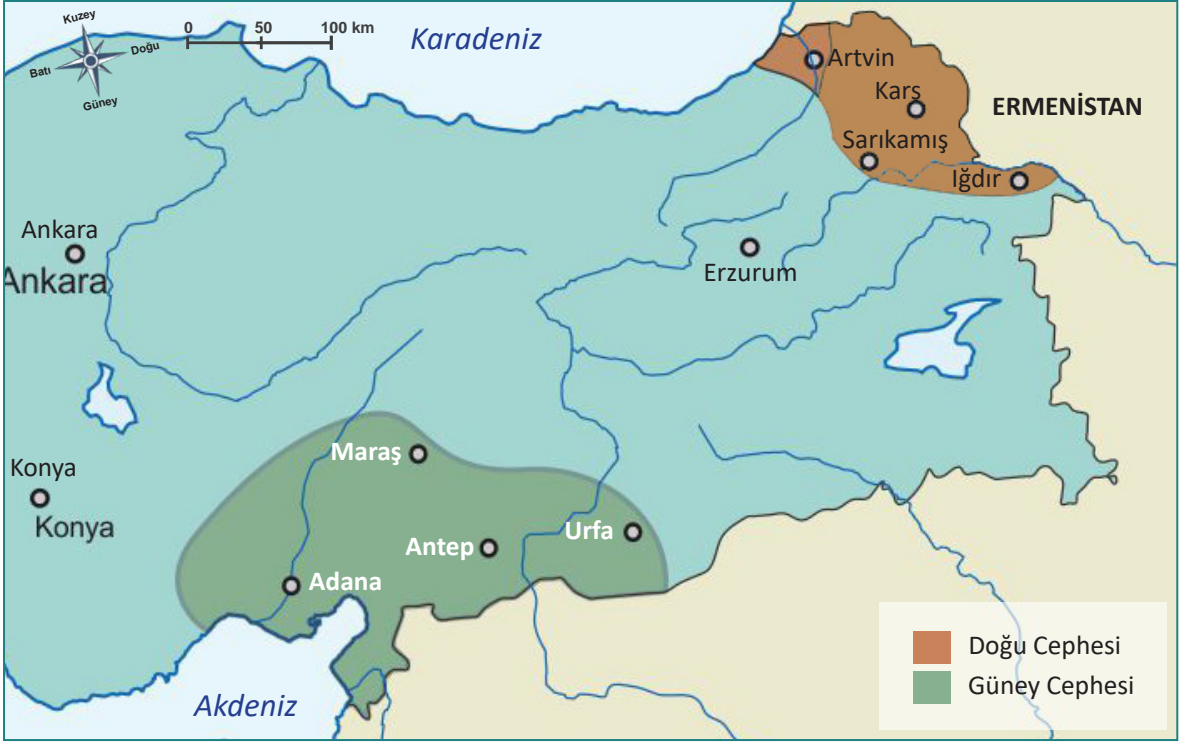 Kuzey
Doğu
Batı
Güney
0 50 100 km
Karadeniz
Artvin
Kars
ERMENİSTAN
Sarıkamış
Iğdır
Ankara
Ankara
Erzurum
Maraş
Konya
Konya
Antep
Urfa
Adana
Akdeniz
Doğu Cephesi
Güney Cephesi